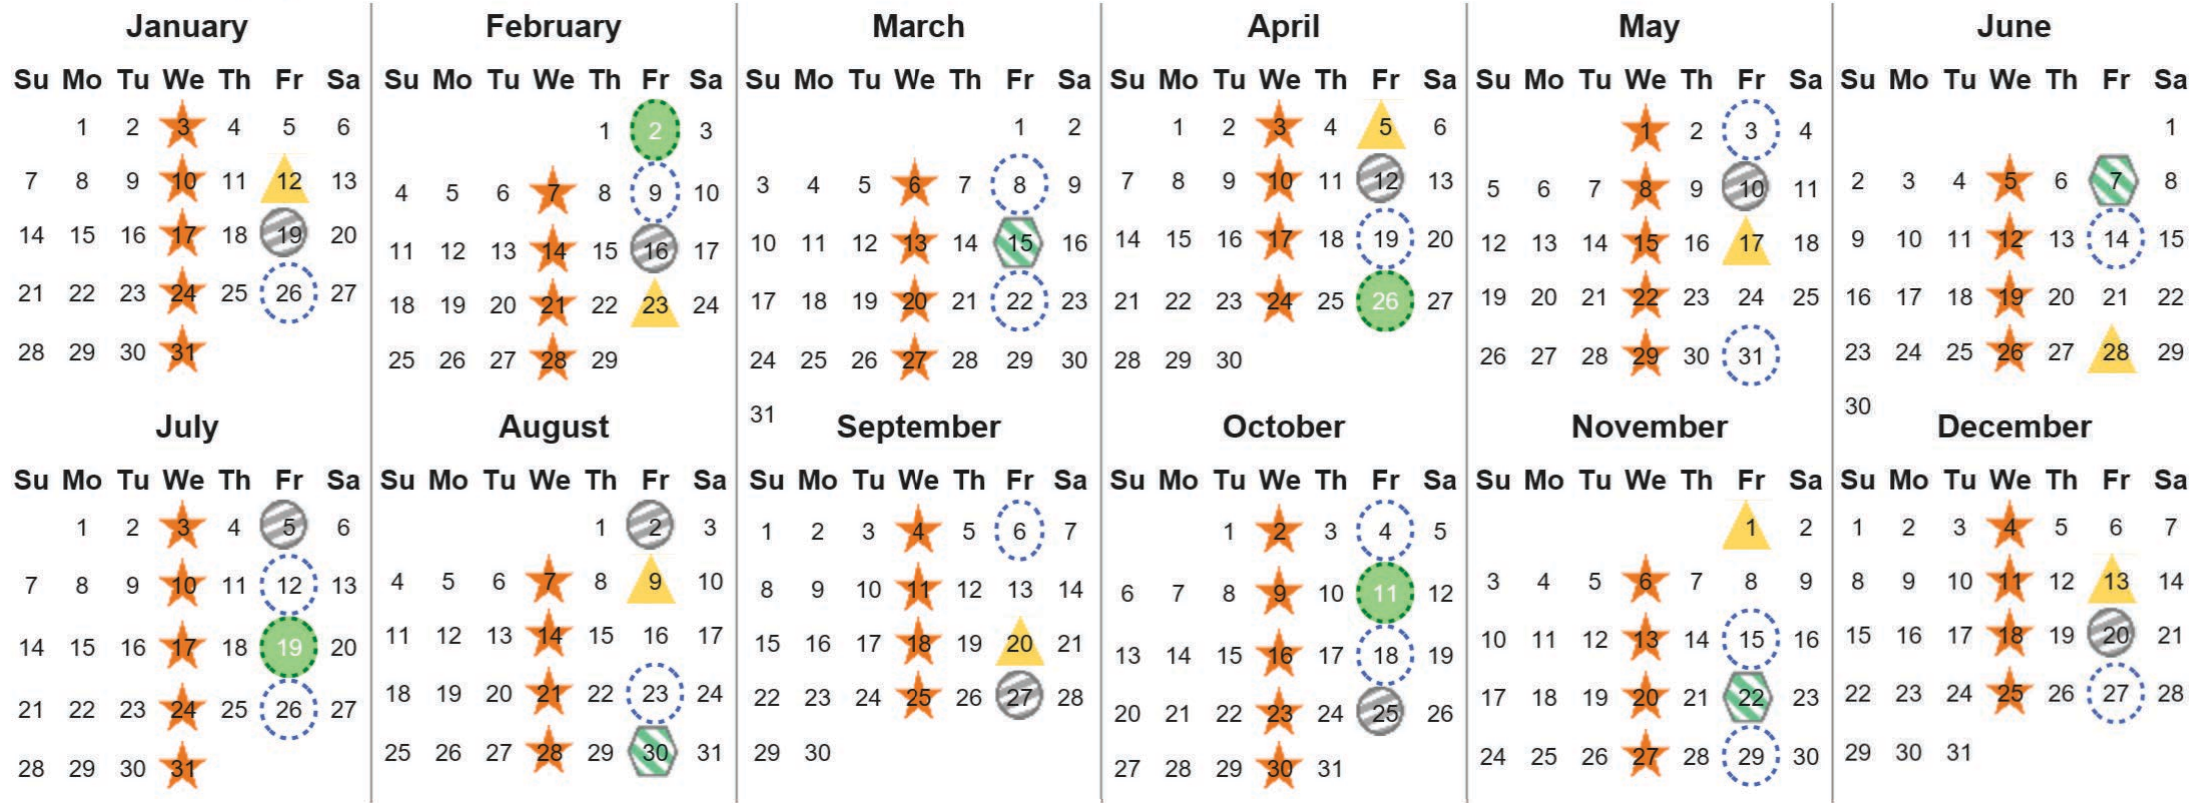 January
Su Mo Tu We Th Fr Sa
1 2 3 4 5 6
7 8 9 10 11 12 13
14 15 16 17 18 19 20
21 22 23 24 25 26 27
28 29 30 31
February
Su Mo Tu We Th Fr Sa
1 2 3
4 5 6 7 8 9 10
11 12 13 14 15 16 17
18 19 20 21 22 23 24
25 26 27 28 29
March
Su Mo Tu We Th Fr Sa
1 2
3 4 5 6 7 8 9
10 11 12 13 14 15 16
17 18 19 20 21 22 23
24 25 26 27 28 29 30
31
April
Su Mo Tu We Th Fr Sa
1 2 3 4 5 6
7 8 9 10 11 12 13
14 15 16 17 18 19 20
21 22 23 24 25 26 27
28 29 30
May
Su Mo Tu We Th Fr Sa
1 2 3 4
5 6 7 8 9 10 11
12 13 14 15 16 17 18
19 20 21 22 23 24 25
26 27 28 29 30 31
June
Su Mo Tu We Th Fr Sa
1
2 3 4 5 6 7 8
9 10 11 12 13 14 15
16 17 18 19 20 21 22
23 24 25 26 27 28 29
30
July
Su Mo Tu We Th Fr Sa
1 2 3 4 5 6
7 8 9 10 11 12 13
14 15 16 17 18 19 20
21 22 23 24 25 26 27
28 29 30 31
August
Su Mo Tu We Th Fr Sa
1 2 3
4 5 6 7 8 9 10
11 12 13 14 15 16 17
18 19 20 21 22 23 24
25 26 27 28 29 30 31
September
Su Mo Tu We Th Fr Sa
1 2 3 4 5 6 7
8 9 10 11 12 13 14
15 16 17 18 19 20 21
22 23 24 25 26 27 28
29 30
October
Su Mo Tu We Th Fr Sa
1 2 3 4 5
6 7 8 9 10 11 12
13 14 15 16 17 18 19
20 21 22 23 24 25 26
27 28 29 30 31
November
Su Mo Tu We Th Fr Sa
1 2
3 4 5 6 7 8 9
10 11 12 13 14 15 16
17 18 19 20 21 22 23
24 25 26 27 28 29 30
December
Su Mo Tu We Th Fr Sa
1 2 3 4 5 6 7
8 9 10 11 12 13 14
15 16 17 18 19 20 21
22 23 24 25 26 27 28
29 30 31